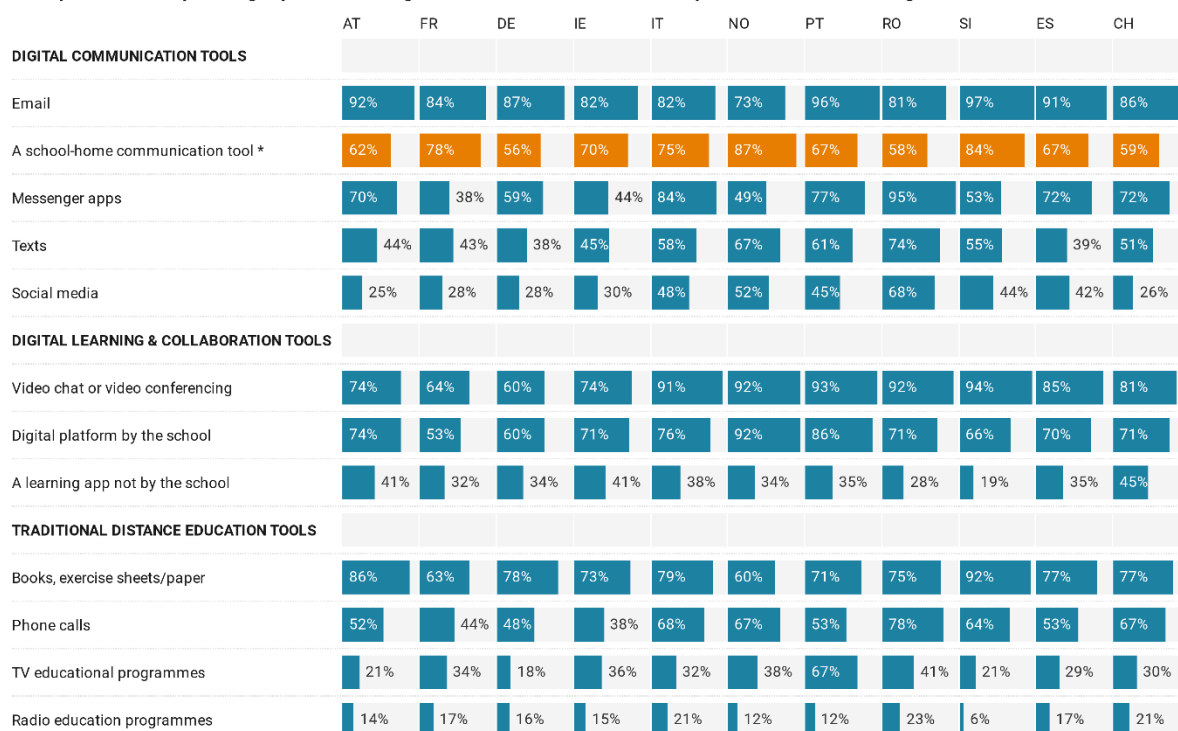 AT FR DE IE IT NO PT RO SI ES CH
DIGITAL COMMUNICATION TOOLS
Email 92% 84% 87% 82% 82% 73% 96% 81% 97% 91% 86%
A school-home communication tool * 62% 78% 56% 70% 75% 87% 67% 58% 84% 67% 59%
Messenger apps 70% 38% 59% 44% 84% 49% 77% 95% 53% 72% 72%
Texts 44% 43% 38% 45% 58% 67% 61% 74% 55% 39% 51%
Social media 25% 28% 28% 30% 48% 52% 45% 68% 44% 42% 26%
DIGITAL LEARNING & COLLABORATION TOOLS
Video chat or video conferencing 74% 64% 60% 74% 91% 92% 93% 92% 94% 85% 81%
Digital platform by the school 74% 53% 60% 71% 76% 92% 86% 71% 66% 70% 71%
A learning app not by the school 41% 32% 34% 41% 38% 34% 35% 28% 19% 35% 45%
TRADITIONAL DISTANCE EDUCATION TOOLS
Books, exercise sheets/paper 86% 63% 78% 73% 79% 60% 71% 75% 92% 77% 77%
Phone calls 52% 44% 48% 38% 68% 67% 53% 78% 64% 53% 67%
TV educational programmes 21% 34% 18% 36% 32% 38% 67% 41% 21% 29% 30%
Radio education programmes 14% 17% 16% 15% 21% 12% 12% 23% 6% 17% 21%